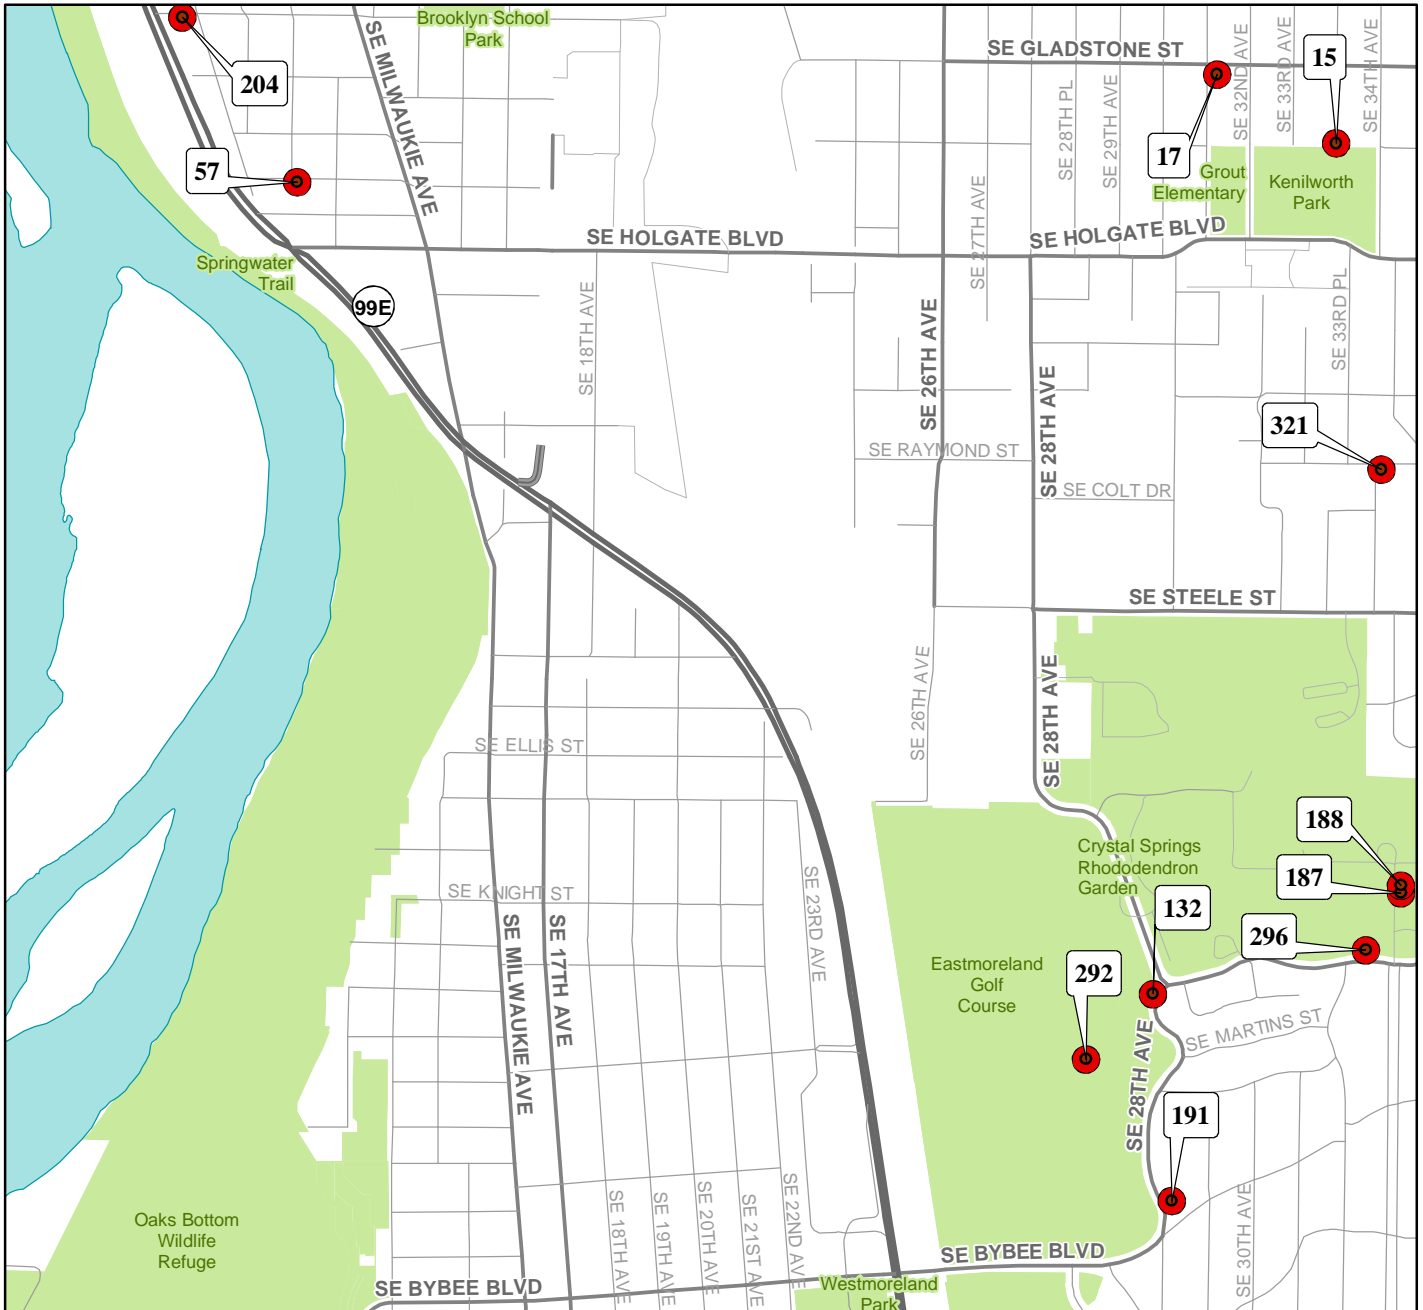 Brooklyn School
Park
204
SE MILWAUKIE AVE
SE GLADSTONE ST
15
SE 32ND AVE
SE 33RD AVE
SE 34TH AVE
SE 28TH PL
SE 29TH AVE
17
57
Grout
Elementary
Kenilworth
Park
SE 27TH AVE
SE HOLGATE BLVD
SE HOLGATE BLVD
Springwater
Trail
99E
SE 18TH AVE
SE 26TH AVE
SE 33RD PL
SE 28TH AVE
321
SE RAYMOND ST
SE COLT DR
SE STEELE ST
SE 26TH AVE
SE 28TH AVE
SE ELLIS ST
188
Crystal Springs
Rhododendron
Garden
187
SE KNIGHT ST
SE 23RD AVE
132
296
SE MILWAUKIE AVE
SE 17TH AVE
Eastmoreland
Golf
Course
292
SE MARTINS ST
SE 28TH AVE
191
Oaks Bottom
Wildlife
Refuge
SE 18TH AVE
SE 19TH AVE
SE 20TH AVE
SE 21ST AVE
SE 22ND AV
SE 30TH AVE
SE BYBEE BLVD
SE BYBEE BLVD
Westmoreland
Park